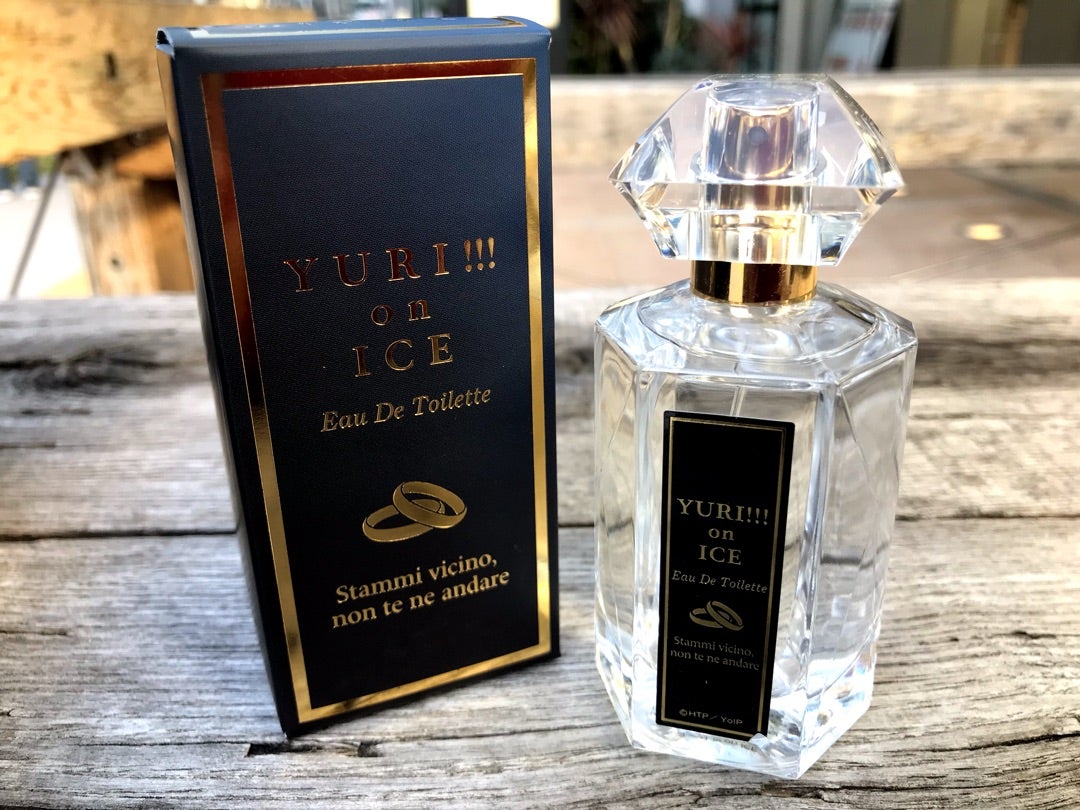 YURI!!!
on
ICE
Eau De Toilette
Stammi vicino,
non te ne andare
YURI!!!
on
ICE
Eau De Toilette
Stammi vicino,
non te ne andare
©HTP/YoIP